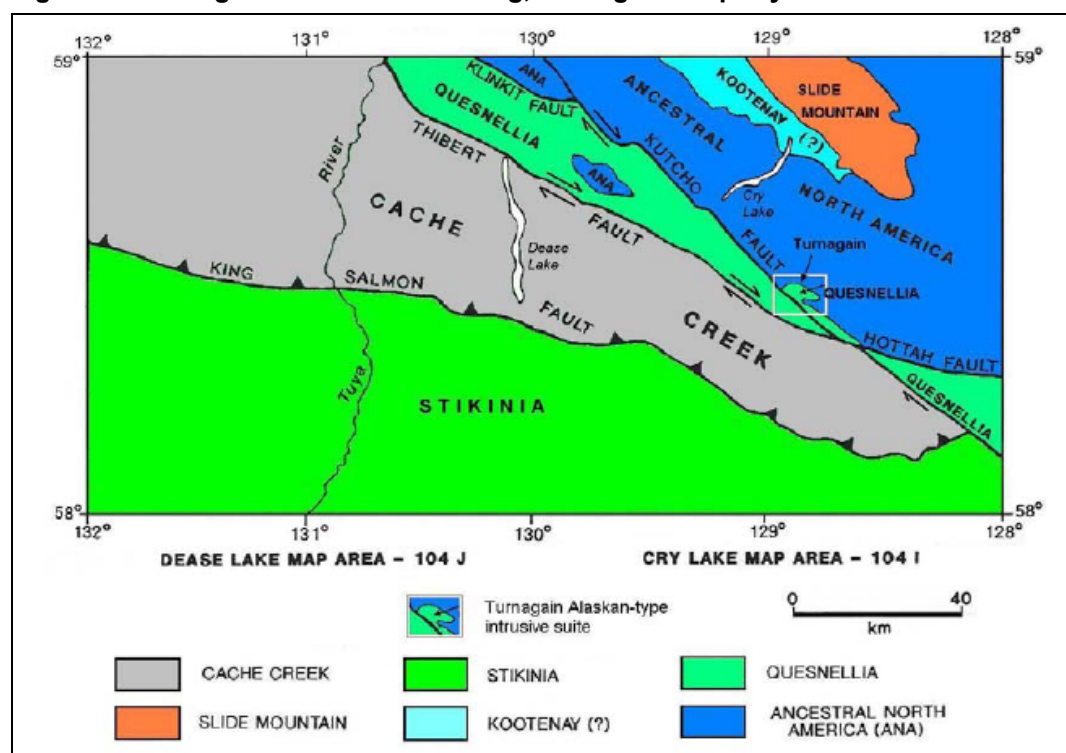 132°
131°
130°
129°
128°
59°
59°
KLINKIT FAULT
ANA
ANCESTRAL
NORTH AMERICA
KOOTENAY (?)
SLIDE
MOUNTAIN
QUESNELLIA
THIBERT
FAULT
ANA
KUTCHO
FAULT
Cry
Lake
River
CACHE
CREEK
Dease
Lake
Turnagain
QUESNELLIA
KING
SALMON
FAULT
HOTTAH FAULT
QUESNELLIA
Tuya
STIKINIA
58°
58°
132°
131°
130°
129°
128°
DEASE LAKE MAP AREA – 104 J
CRY LAKE MAP AREA – 104 I
Turnagain Alaskan-type
intrusive suite
0
40
km
CACHE CREEK
STIKINIA
QUESNELLIA
SLIDE MOUNTAIN
KOOTENAY (?)
ANCESTRAL NORTH
AMERICA (ANA)